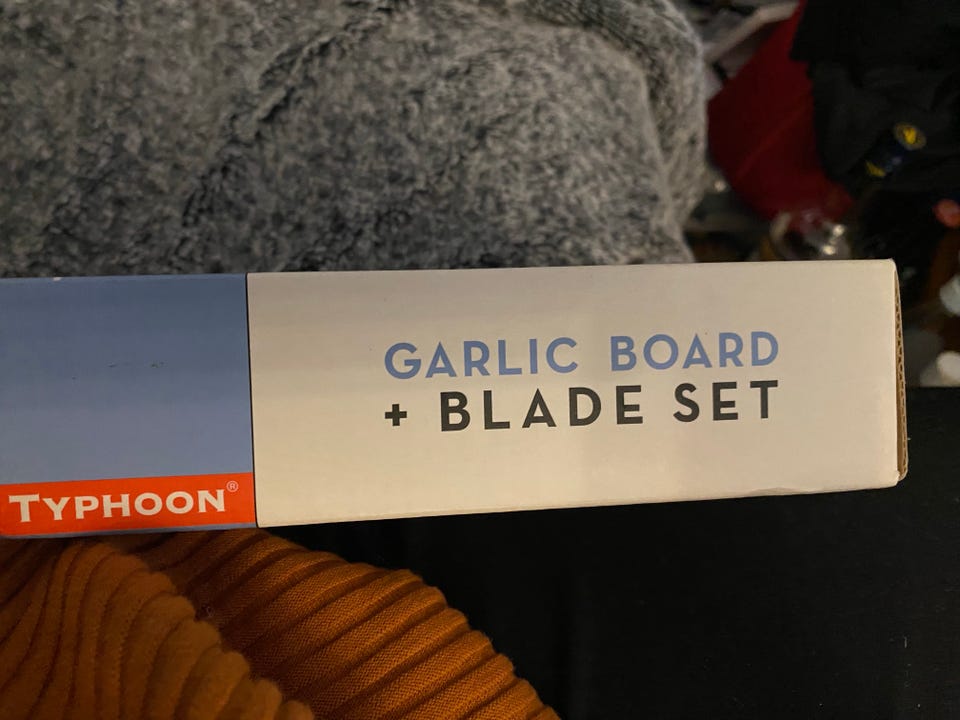 GARLIC BOARD
+ BLADE SET
TYPHOON®